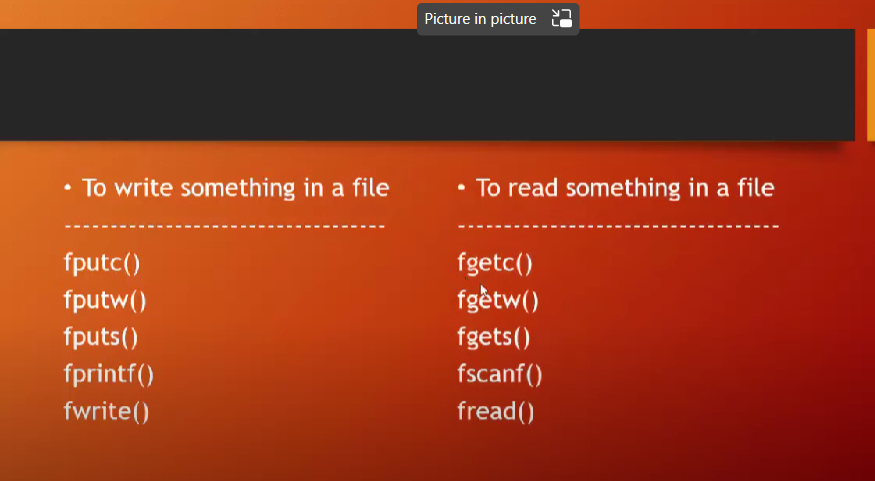 Picture in picture
• To write something in a file
-----------------------------------
fputc()
fputw()
fputs()
fprintf()
fwrite()
• To read something in a file
-----------------------------------
fgetc()
fgetw()
fgets()
fscanf()
fread()